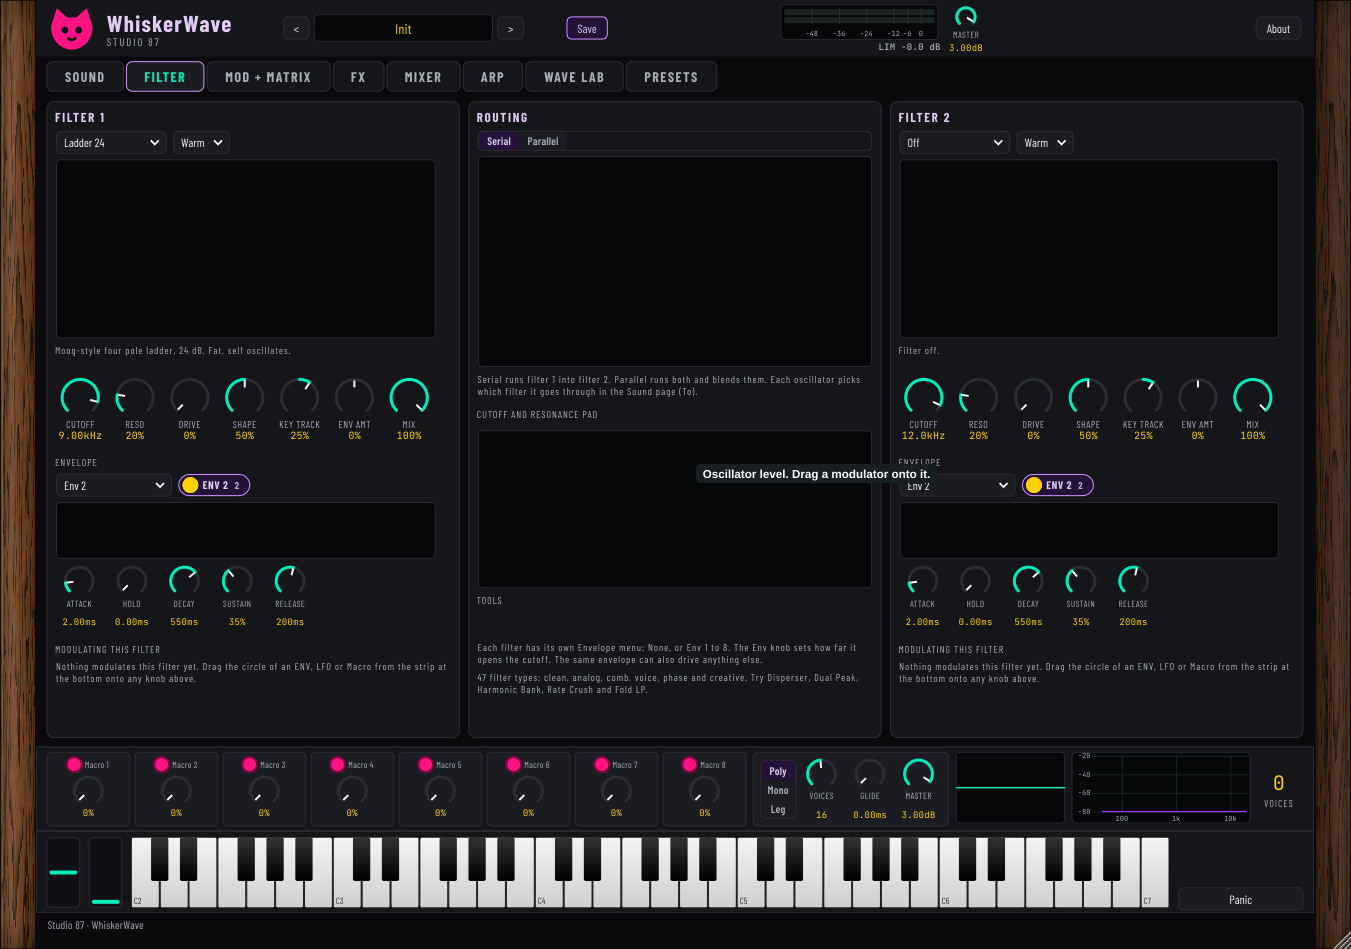 WhiskerWave
STUDIO 87
<
Init
>
Save
-48 -36 -24 -12 -6 0
LIM -0.0 dB
MASTER
3.00dB
About
SOUND
FILTER
MOD + MATRIX
FX
MIXER
ARP
WAVE LAB
PRESETS
FILTER 1
Ladder 24
Warm
Moog-style four pole ladder, 24 dB. Fat, self oscillates.
CUTOFF RESO DRIVE SHAPE KEY TRACK ENV AMT MIX
9.00kHz 20% 0% 50% 25% 0% 100%
ENVELOPE
Env 2
ENV 2 2
ATTACK HOLD DECAY SUSTAIN RELEASE
2.00ms 0.00ms 550ms 35% 200ms
MODULATING THIS FILTER
Nothing modulates this filter yet. Drag the circle of an ENV, LFO or Macro from the strip at
the bottom onto any knob above.
ROUTING
Serial Parallel
Serial runs filter 1 into filter 2. Parallel runs both and blends them. Each oscillator picks
which filter it goes through in the Sound page (To).
CUTOFF AND RESONANCE PAD
Oscillator level. Drag a modulator onto it.
TOOLS
Each filter has its own Envelope menu: None, or Env 1 to 8. The Env knob sets how far it
opens the cutoff. The same envelope can also drive anything else.
47 filter types: clean, analog, comb, voice, phase and creative. Try Disperser, Dual Peak,
Harmonic Bank, Rate Crush and Fold LP.
FILTER 2
Off
Warm
Filter off.
CUTOFF RESO DRIVE SHAPE KEY TRACK ENV AMT MIX
12.0kHz 20% 0% 50% 25% 0% 100%
ENVELOPE
Env 2
ENV 2 2
ATTACK HOLD DECAY SUSTAIN RELEASE
2.00ms 0.00ms 550ms 35% 200ms
MODULATING THIS FILTER
Nothing modulates this filter yet. Drag the circle of an ENV, LFO or Macro from the strip at
the bottom onto any knob above.
Macro 1 Macro 2 Macro 3 Macro 4 Macro 5 Macro 6 Macro 7 Macro 8
0% 0% 0% 0% 0% 0% 0% 0%
Poly
Mono
Leg
VOICES GLIDE MASTER
16 0.00ms 3.00dB
-20
-40
-60
-80
100 1k 10k
0
VOICES
C2 C3 C4 C5 C6 C7
Panic
Studio 87 · WhiskerWave